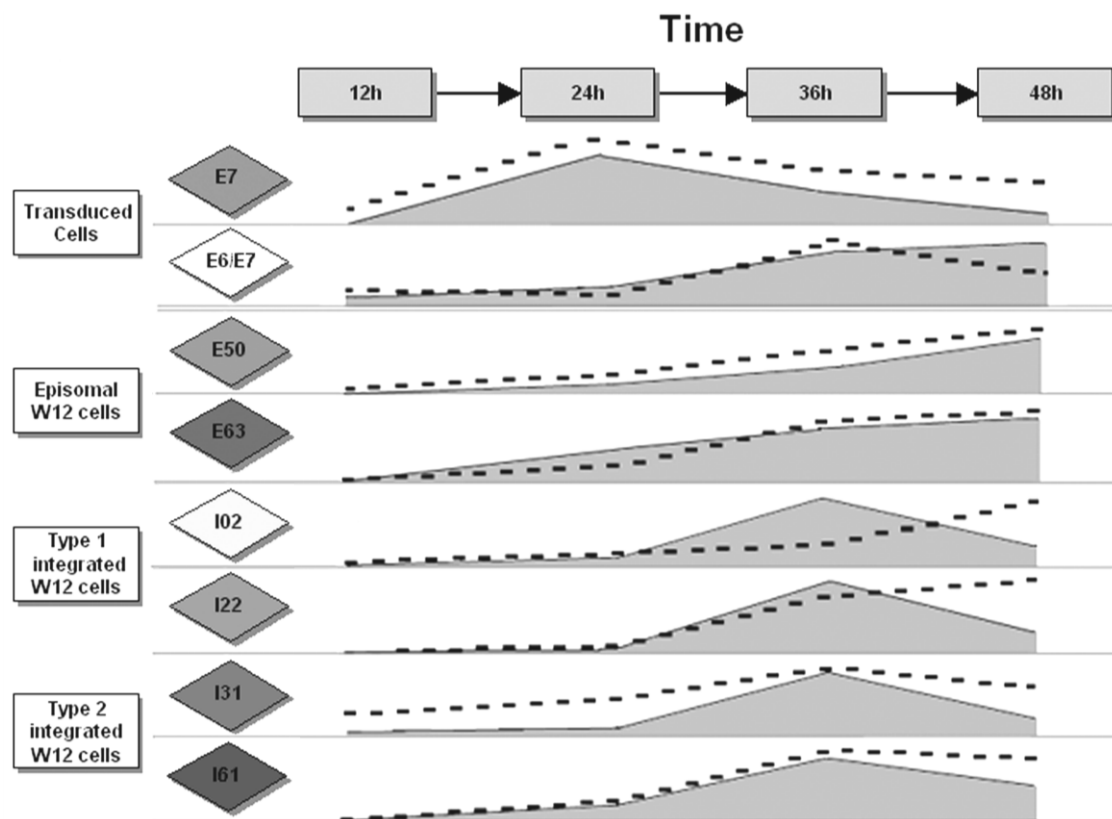 Time
12h
24h
36h
48h
Transduced
Cells
E7
E6/E7
Episomal
W12 cells
E50
E63
Type 1
integrated
W12 cells
I02
I22
Type 2
integrated
W12 cells
I31
I61